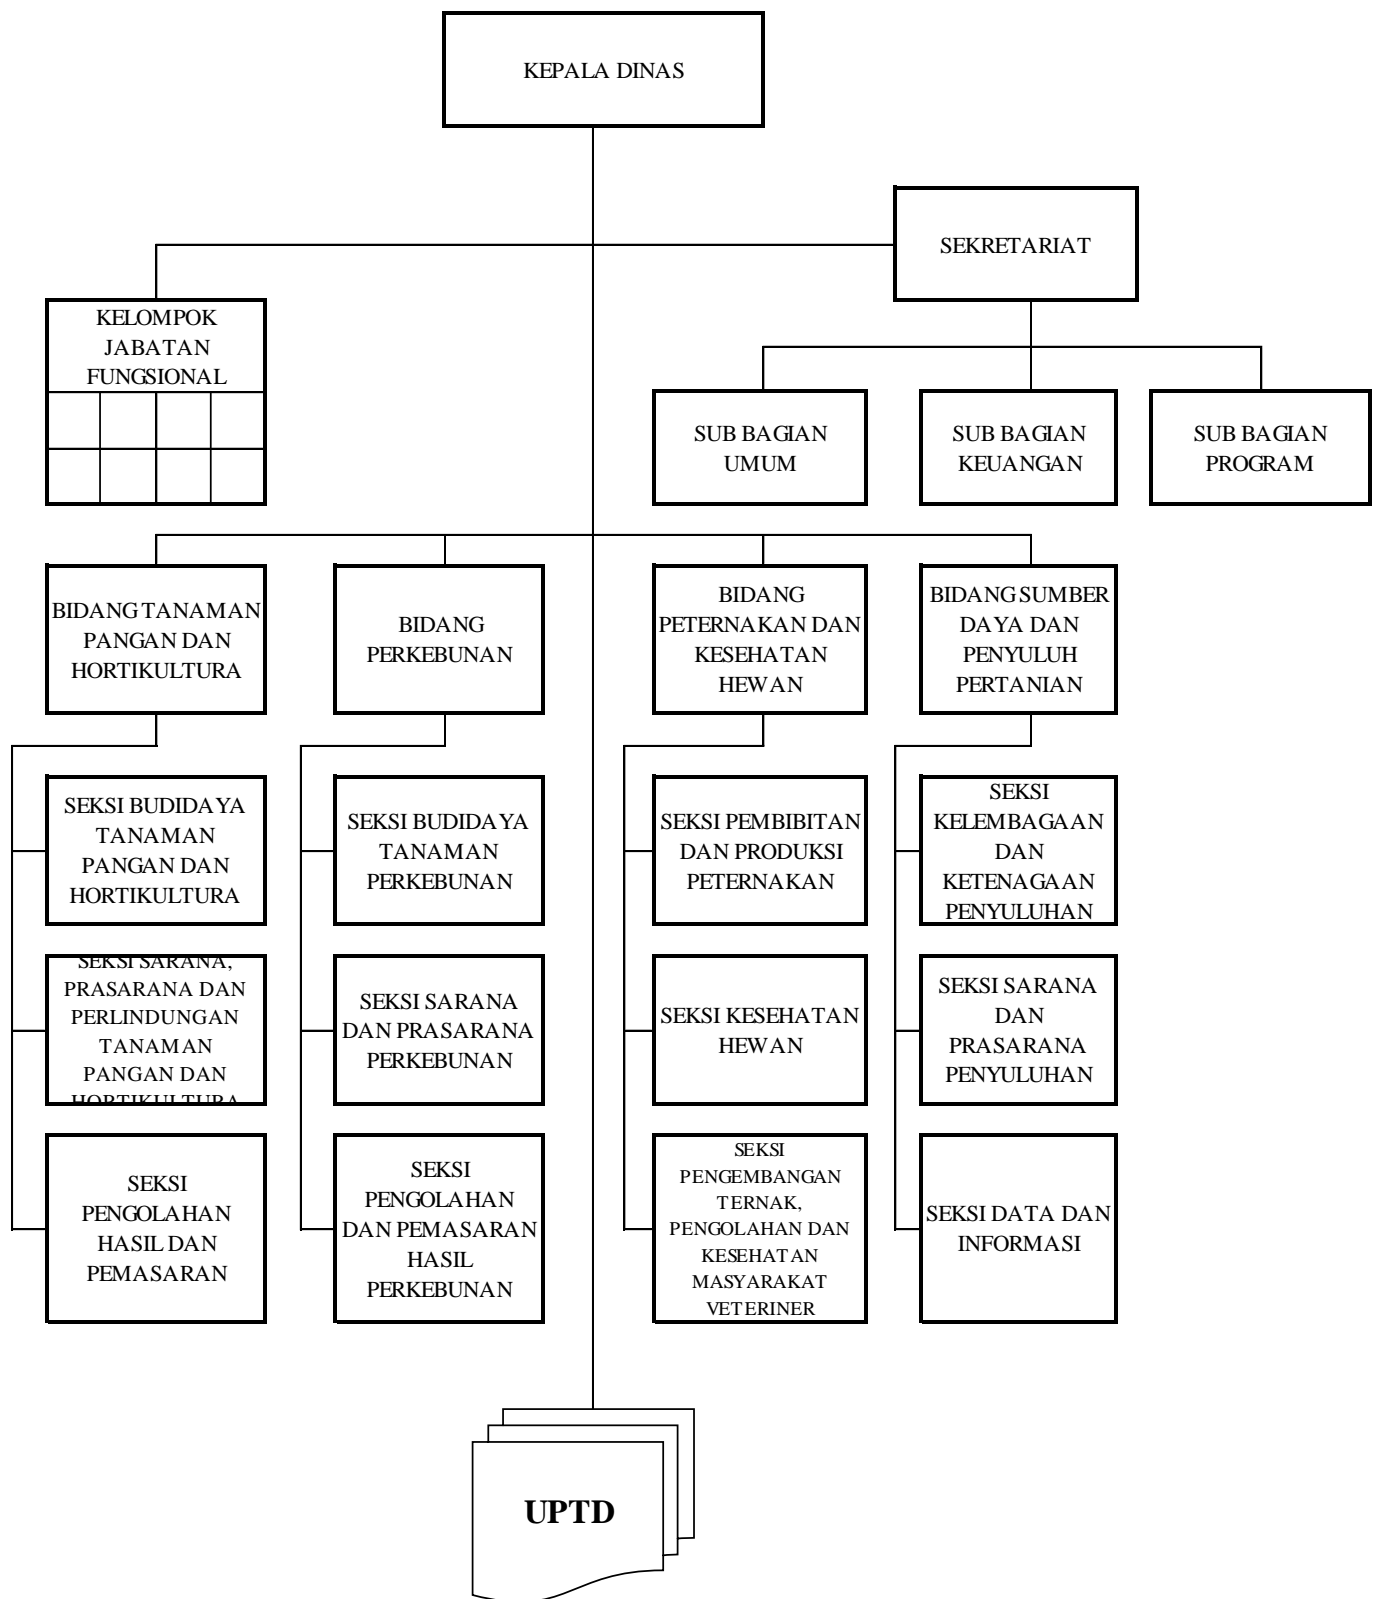 KEPALA DINAS
SEKRETARIAT
KELOMPOK
JABATAN
FUNGSIONAL
SUB BAGIAN
UMUM
SUB BAGIAN
KEUANGAN
SUB BAGIAN
PROGRAM
BIDANG TANAMAN
PANGAN DAN
HORTIKULTURA
BIDANG
PERKEBUNAN
BIDANG
PETERNAKAN DAN
KESEHATAN
HEWAN
BIDANG SUMBER
DAYA DAN
PENYULUH
PERTANIAN
SEKSI BUDIDAYA
TANAMAN
PANGAN DAN
HORTIKULTURA
SEKSI BUDIDAYA
TANAMAN
PERKEBUNAN
SEKSI PEMBIBITAN
DAN PRODUKSI
PETERNAKAN
SEKSI
KELEMBAGAAN
DAN
KETENAGAAN
PENYULUHAN
SEKSI SARANA,
PRASARANA DAN
PERLINDUNGAN
TANAMAN
PANGAN DAN
HORTIKULTURA
SEKSI SARANA
DAN PRASARANA
PERKEBUNAN
SEKSI KESEHATAN
HEWAN
SEKSI SARANA
DAN
PRASARANA
PENYULUHAN
SEKSI
PENGOLAHAN
HASIL DAN
PEMASARAN
SEKSI
PENGOLAHAN
DAN PEMASARAN
HASIL
PERKEBUNAN
SEKSI
PENGEMBANGAN
TERNAK,
PENGOLAHAN DAN
KESEHATAN
MASYARAKAT
VETERINER
SEKSI DATA DAN
INFORMASI
UPTD